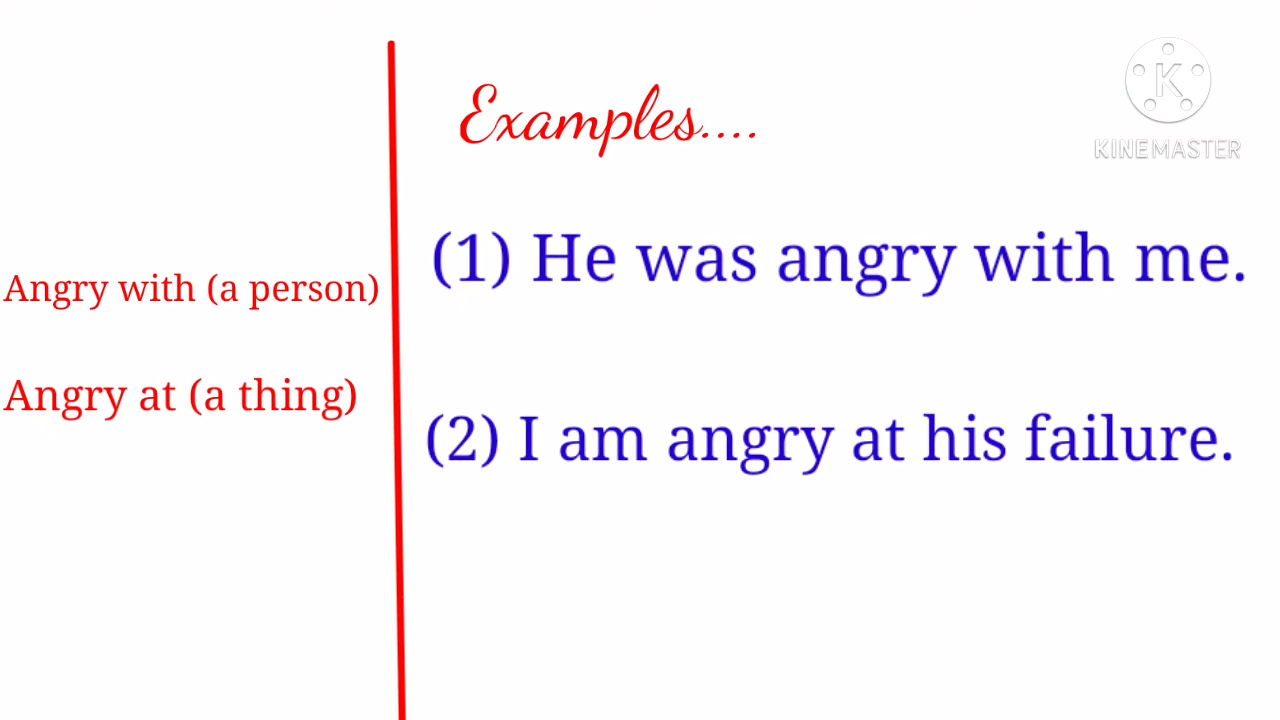 Examples....
KINEMASTER
Angry with (a person)
(1) He was angry with me.
Angry at (a thing)
(2) I am angry at his failure.